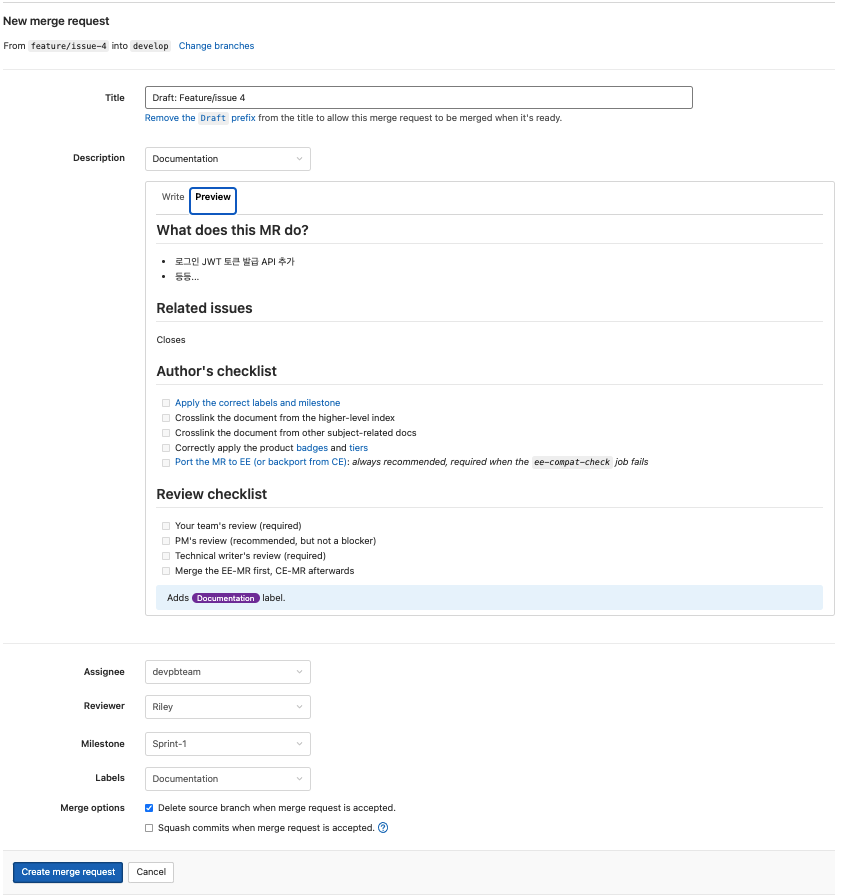 New merge request
From feature/issue-4 into develop Change branches
Title
Draft: Feature/issue 4
Remove the Draft prefix from the title to allow this merge request to be merged when it's ready.
Description
Documentation
Write Preview
What does this MR do?
• 로그인 JWT 토큰 발급 API 추가
• 등등...
Related issues
Closes
Author's checklist
Apply the correct labels and milestone
Crosslink the document from the higher-level index
Crosslink the document from other subject-related docs
Correctly apply the product badges and tiers
Port the MR to EE (or backport from CE): always recommended, required when the ee-compat-check job fails
Review checklist
Your team's review (required)
PM's review (recommended, but not a blocker)
Technical writer's review (required)
Merge the EE-MR first, CE-MR afterwards
Adds Documentation label.
Assignee
devpbteam
Reviewer
Riley
Milestone
Sprint-1
Labels
Documentation
Merge options
Delete source branch when merge request is accepted.
Squash commits when merge request is accepted. ?
Create merge request Cancel